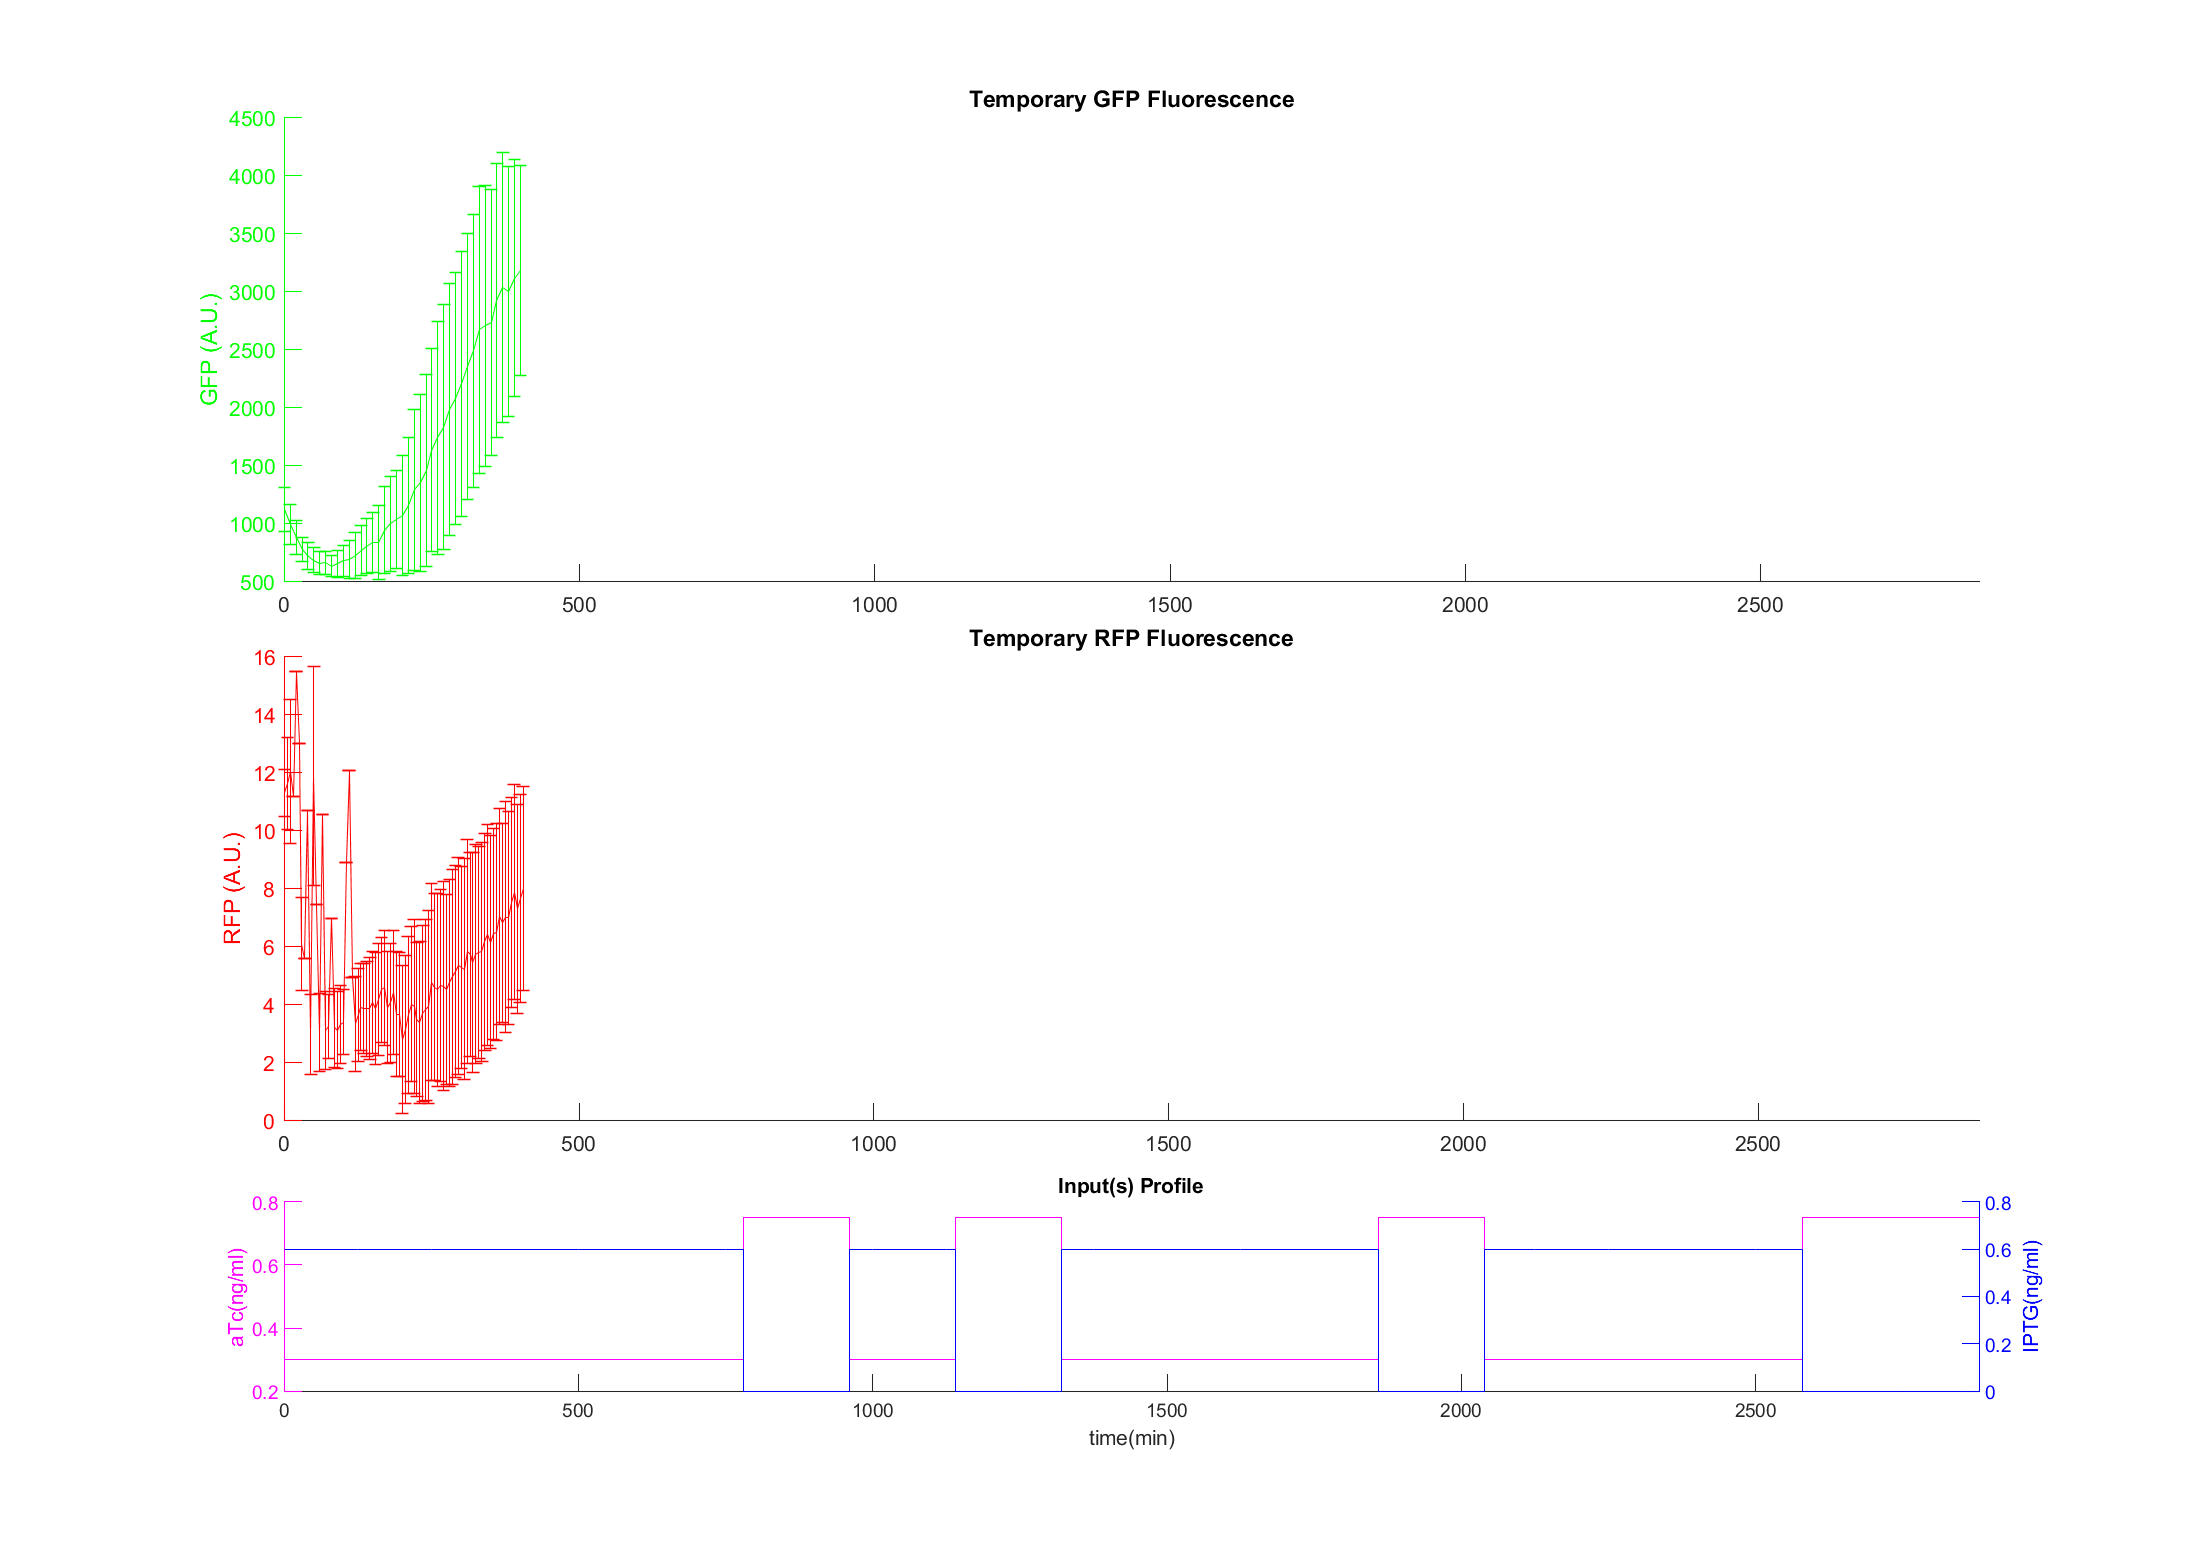 Temporary GFP Fluorescence
4500
4000
3500
3000
2500
2000
1500
1000
500
GFP (A.U.)
0 500 1000 1500 2000 2500
Temporary RFP Fluorescence
16
14
12
10
8
6
4
2
0
RFP (A.U.)
0 500 1000 1500 2000 2500
Input(s) Profile
0.8
0.6
0.4
0.2
aTc(ng/ml)
0.8
0.6
0.4
0.2
0
IPTG(ng/ml)
0 500 1000 1500 2000 2500
time(min)